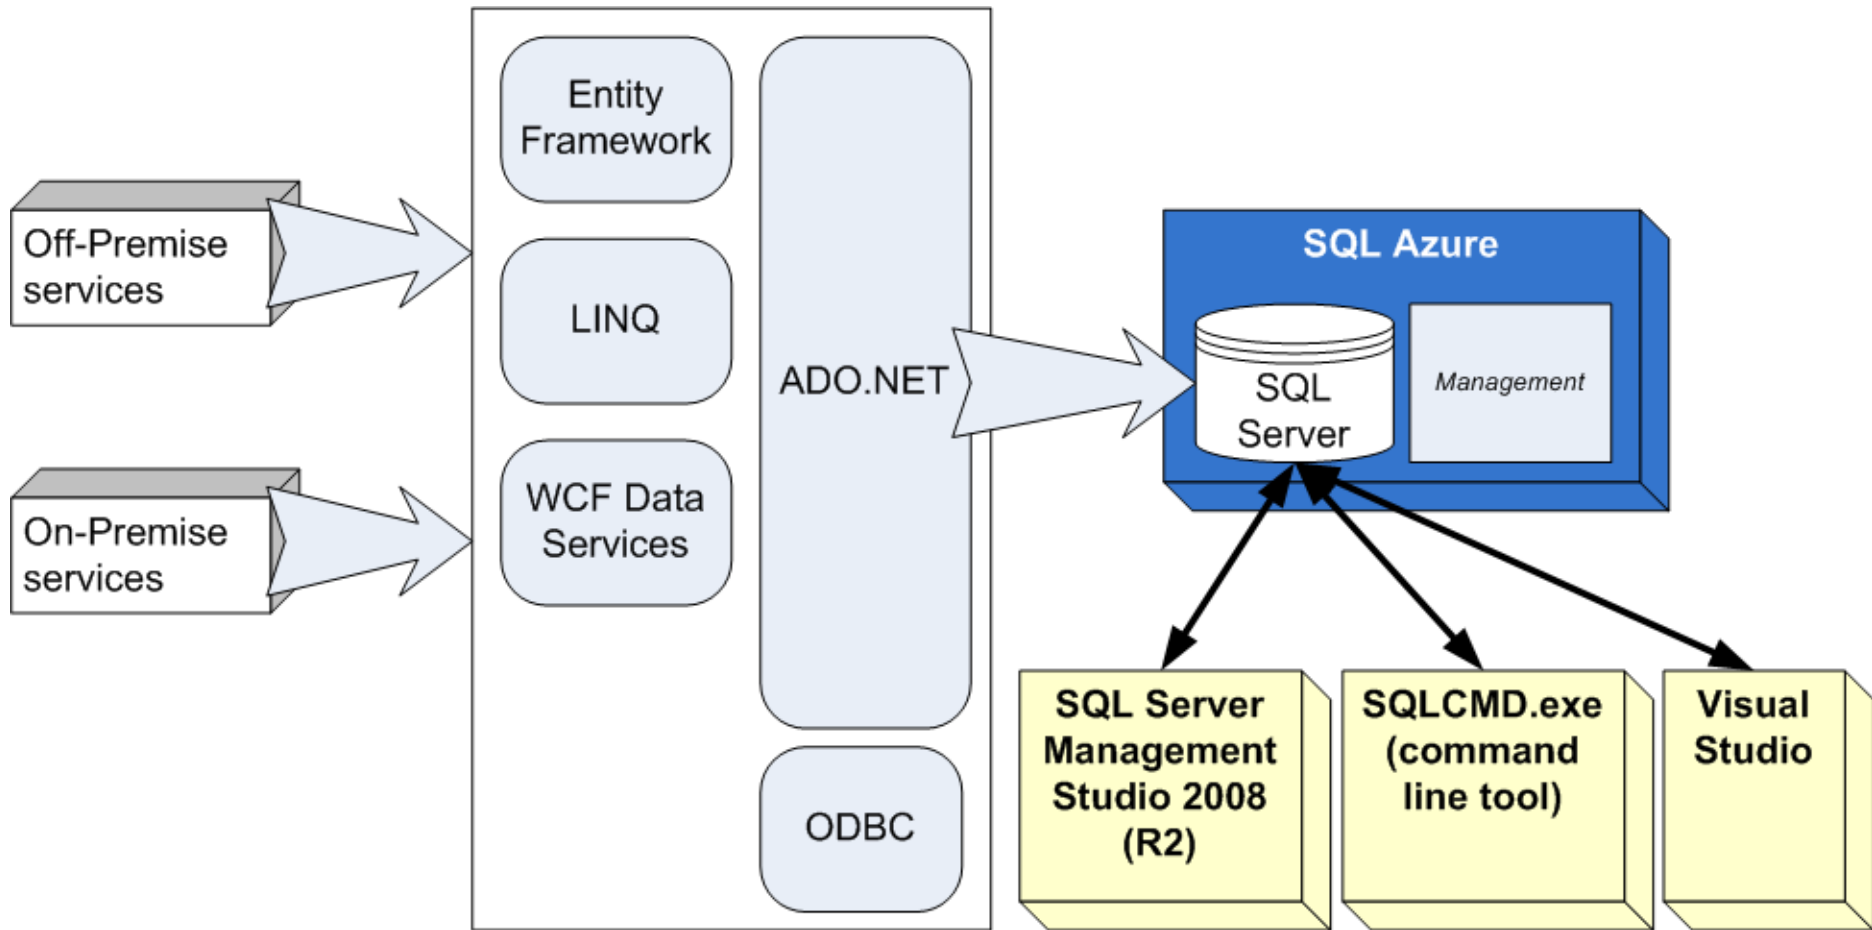 Off-Premise
services
On-Premise
services
Entity
Framework
LINQ
WCF Data
Services
ADO.NET
ODBC
SQL Azure
SQL
Server
Management
SQL Server
Management
Studio 2008
(R2)
SQLCMD.exe
(command
line tool)
Visual
Studio